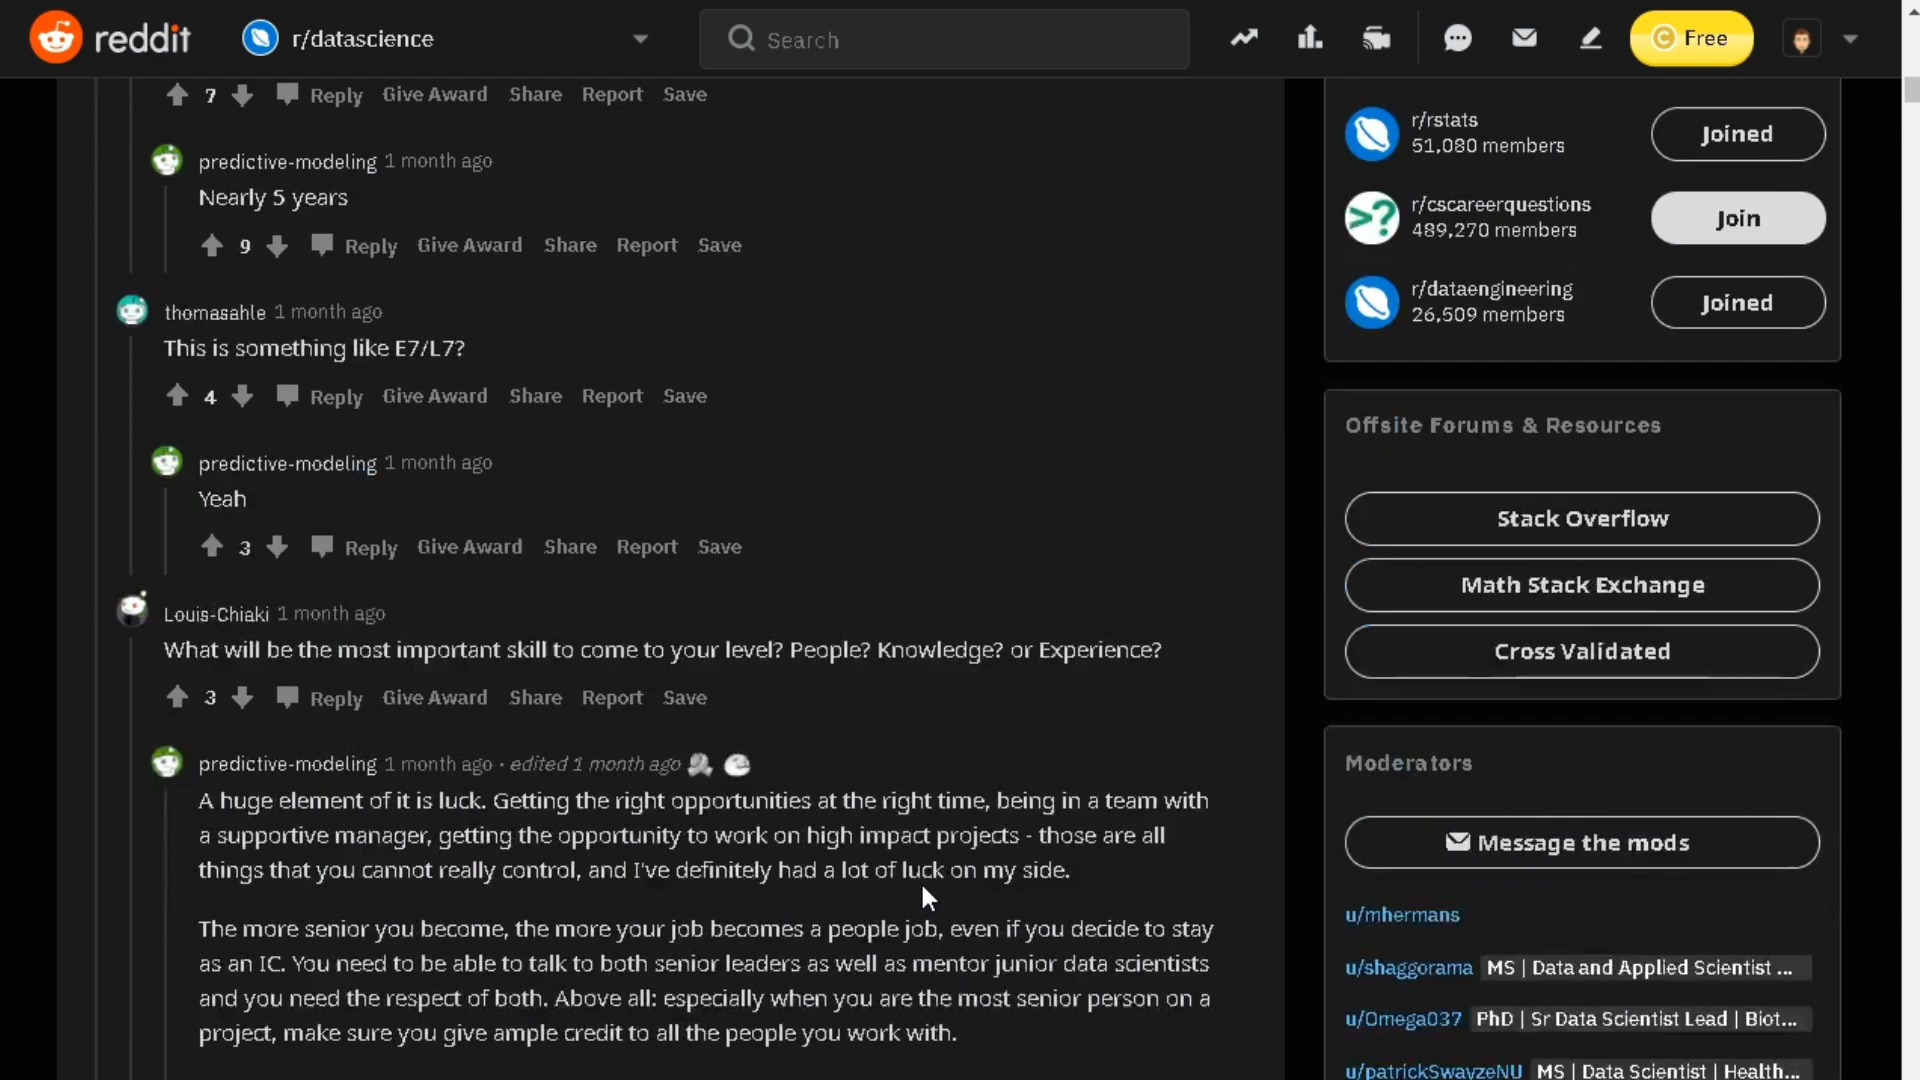 reddit
r/datascience
Search
Free
7 Reply Give Award Share Report Save
predictive-modeling 1 month ago
Nearly 5 years
9 Reply Give Award Share Report Save
thomasahle 1 month ago
This is something like E7/L7?
4 Reply Give Award Share Report Save
predictive-modeling 1 month ago
Yeah
3 Reply Give Award Share Report Save
Louis-Chiaki 1 month ago
What will be the most important skill to come to your level? People? Knowledge? or Experience?
3 Reply Give Award Share Report Save
predictive-modeling 1 month ago · edited 1 month ago
A huge element of it is luck. Getting the right opportunities at the right time, being in a team with
a supportive manager, getting the opportunity to work on high impact projects - those are all
things that you cannot really control, and I've definitely had a lot of luck on my side.
The more senior you become, the more your job becomes a people job, even if you decide to stay
as an IC. You need to be able to talk to both senior leaders as well as mentor junior data scientists
and you need the respect of both. Above all: especially when you are the most senior person on a
project, make sure you give ample credit to all the people you work with.
r/rstats
51,080 members
Joined
r/cscareerquestions
489,270 members
Join
r/dataengineering
26,509 members
Joined
Offsite Forums & Resources
Stack Overflow
Math Stack Exchange
Cross Validated
Moderators
Message the mods
u/mhermans
u/shaggorama MS | Data and Applied Scientist ...
u/Omega037 PhD | Sr Data Scientist Lead | Biot...
u/patrickSwayzeNU MS | Data Scientist | Health...